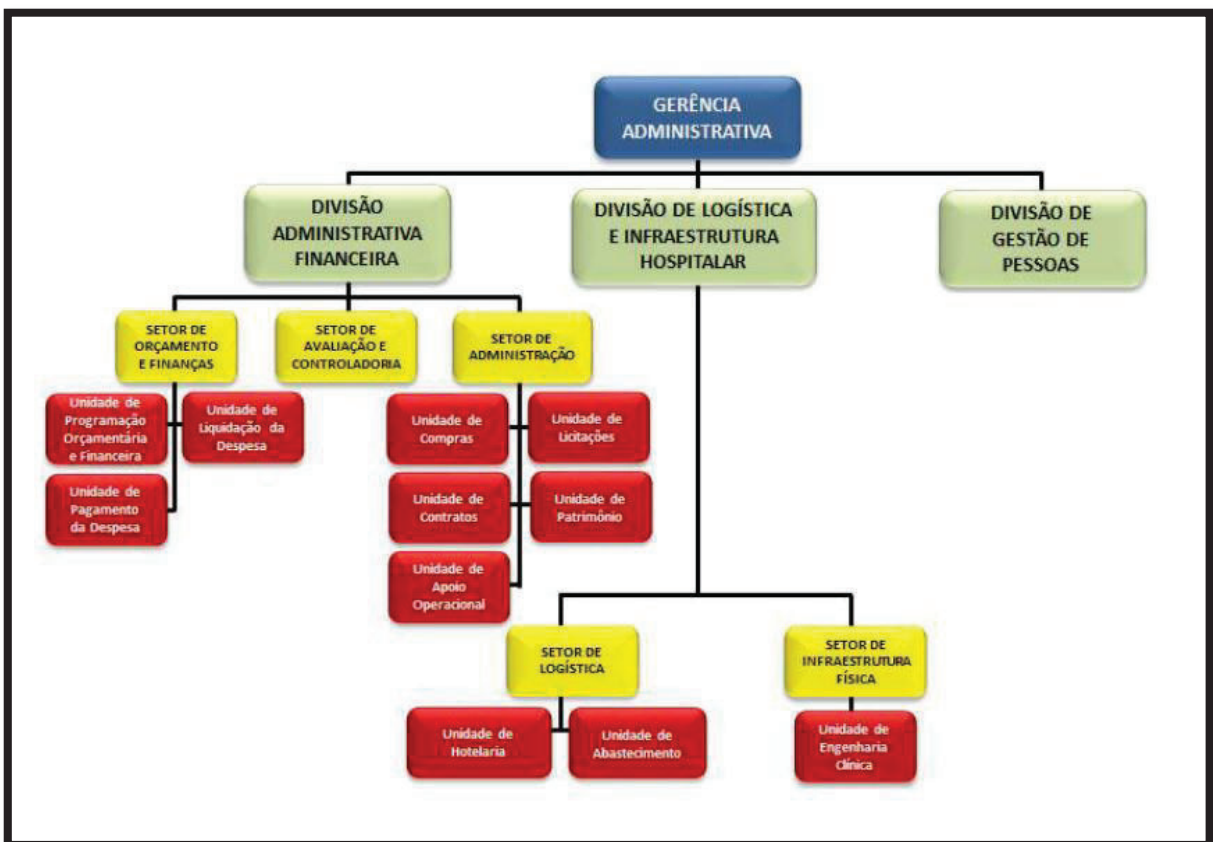 GERÊNCIA
ADMINISTRATIVA
DIVISÃO
ADMINISTRATIVA
FINANCEIRA
DIVISÃO DE LOGÍSTICA
E INFRAESTRUTURA
HOSPITALAR
DIVISÃO DE
GESTÃO DE
PESSOAS
SETOR DE
ORÇAMENTO
E FINANÇAS
SETOR DE
AVALIAÇÃO E
CONTROLADORIA
SETOR DE
ADMINISTRAÇÃO
Unidade de
Programação
Orçamentária
e Financeira
Unidade de
Liquidação da
Despesa
Unidade de
Pagamento
da Despesa
Unidade de
Compras
Unidade de
Licitações
Unidade de
Contratos
Unidade de
Patrimônio
Unidade de
Apoio
Operacional
SETOR DE
LOGÍSTICA
SETOR DE
INFRAESTRUTURA
FÍSICA
Unidade de
Hotelaria
Unidade de
Abastecimento
Unidade de
Engenharia
Clínica